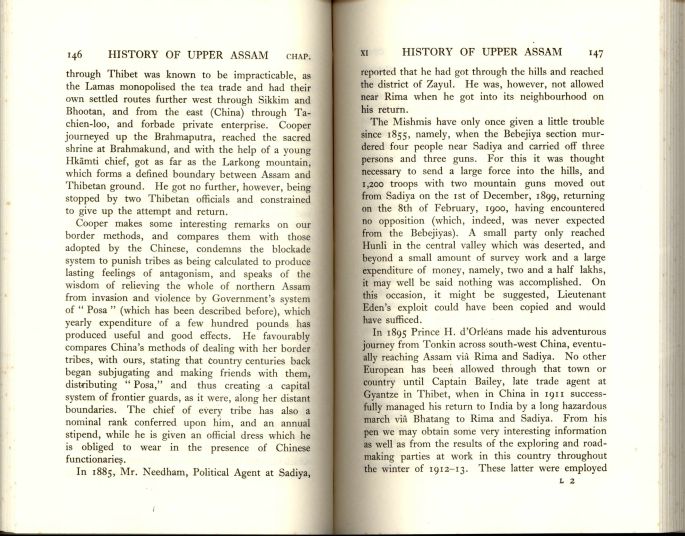 146 HISTORY OF UPPER ASSAM CHAP.
through Thibet was known to be impracticable, as
the Lamas monopolised the tea trade and had their
own settled routes further west through Sikkim and
Bhootan, and from the east (China) through Ta-
chien-loo, and forbade private enterprise. Cooper
journeyed up the Brahmaputra, reached the sacred
shrine at Brahmakund, and with the help of a young
Hkāmti chief, got as far as the Larkong mountain,
which forms a defined boundary between Assam and
Thibetan ground. He got no further, however, being
stopped by two Thibetan officials and constrained
to give up the attempt and return.
Cooper makes some interesting remarks on our
border methods, and compares them with those
adopted by the Chinese, condemns the blockade
system to punish tribes as being calculated to produce
lasting feelings of antagonism, and speaks of the
wisdom of relieving the whole of northern Assam
from invasion and violence by Government's system
of "Posa" (which has been described before), which
yearly expenditure of a few hundred pounds has
produced useful and good effects. He favourably
compares China's methods of dealing with her border
tribes, with ours, stating that country centuries back
began subjugating and making friends with them,
distributing "Posa," and thus creating a capital
system of frontier guards, as it were, along her distant
boundaries. The chief of every tribe has also a
nominal rank conferred upon him, and an annual
stipend, while he is given an official dress which he
is obliged to wear in the presence of Chinese
functionaries.
In 1885, Mr. Needham, Political Agent at Sadiya,
XI HISTORY OF UPPER ASSAM 147
reported that he had got through the hills and reached
the district of Zayul. He was, however, not allowed
near Rima when he got into its neighbourhood on
his return.
The Mishmis have only once given a little trouble
since 1855, namely, when the Bebejiya section mur-
dered four people near Sadiya and carried off three
persons and three guns. For this it was thought
necessary to send a large force into the hills, and
1,200 troops with two mountain guns moved out
from Sadiya on the 1st of December, 1899, returning
on the 8th of February, 1900, having encountered
no opposition (which, indeed, was never expected
from the Bebejiyas). A small party only reached
Hunli in the central valley which was deserted, and
beyond a small amount of survey work and a large
expenditure of money, namely, two and a half lakhs,
it may well be said nothing was accomplished. On
this occasion, it might be suggested, Lieutenant
Eden's exploit could have been copied and would
have sufficed.
In 1895 Prince H. d'Orléans made his adventurous
journey from Tonkin across south-west China, eventu-
ally reaching Assam viâ Rima and Sadiya. No other
European has been allowed through that town or
country until Captain Bailey, late trade agent at
Gyantze in Thibet, when in China in 1911 success-
fully managed his return to India by a long hazardous
march viâ Bhatang to Rima and Sadiya. From his
pen we may obtain some very interesting information
as well as from the results of the exploring and road-
making parties at work in this country throughout
the winter of 1912–13. These latter were employed
L 2